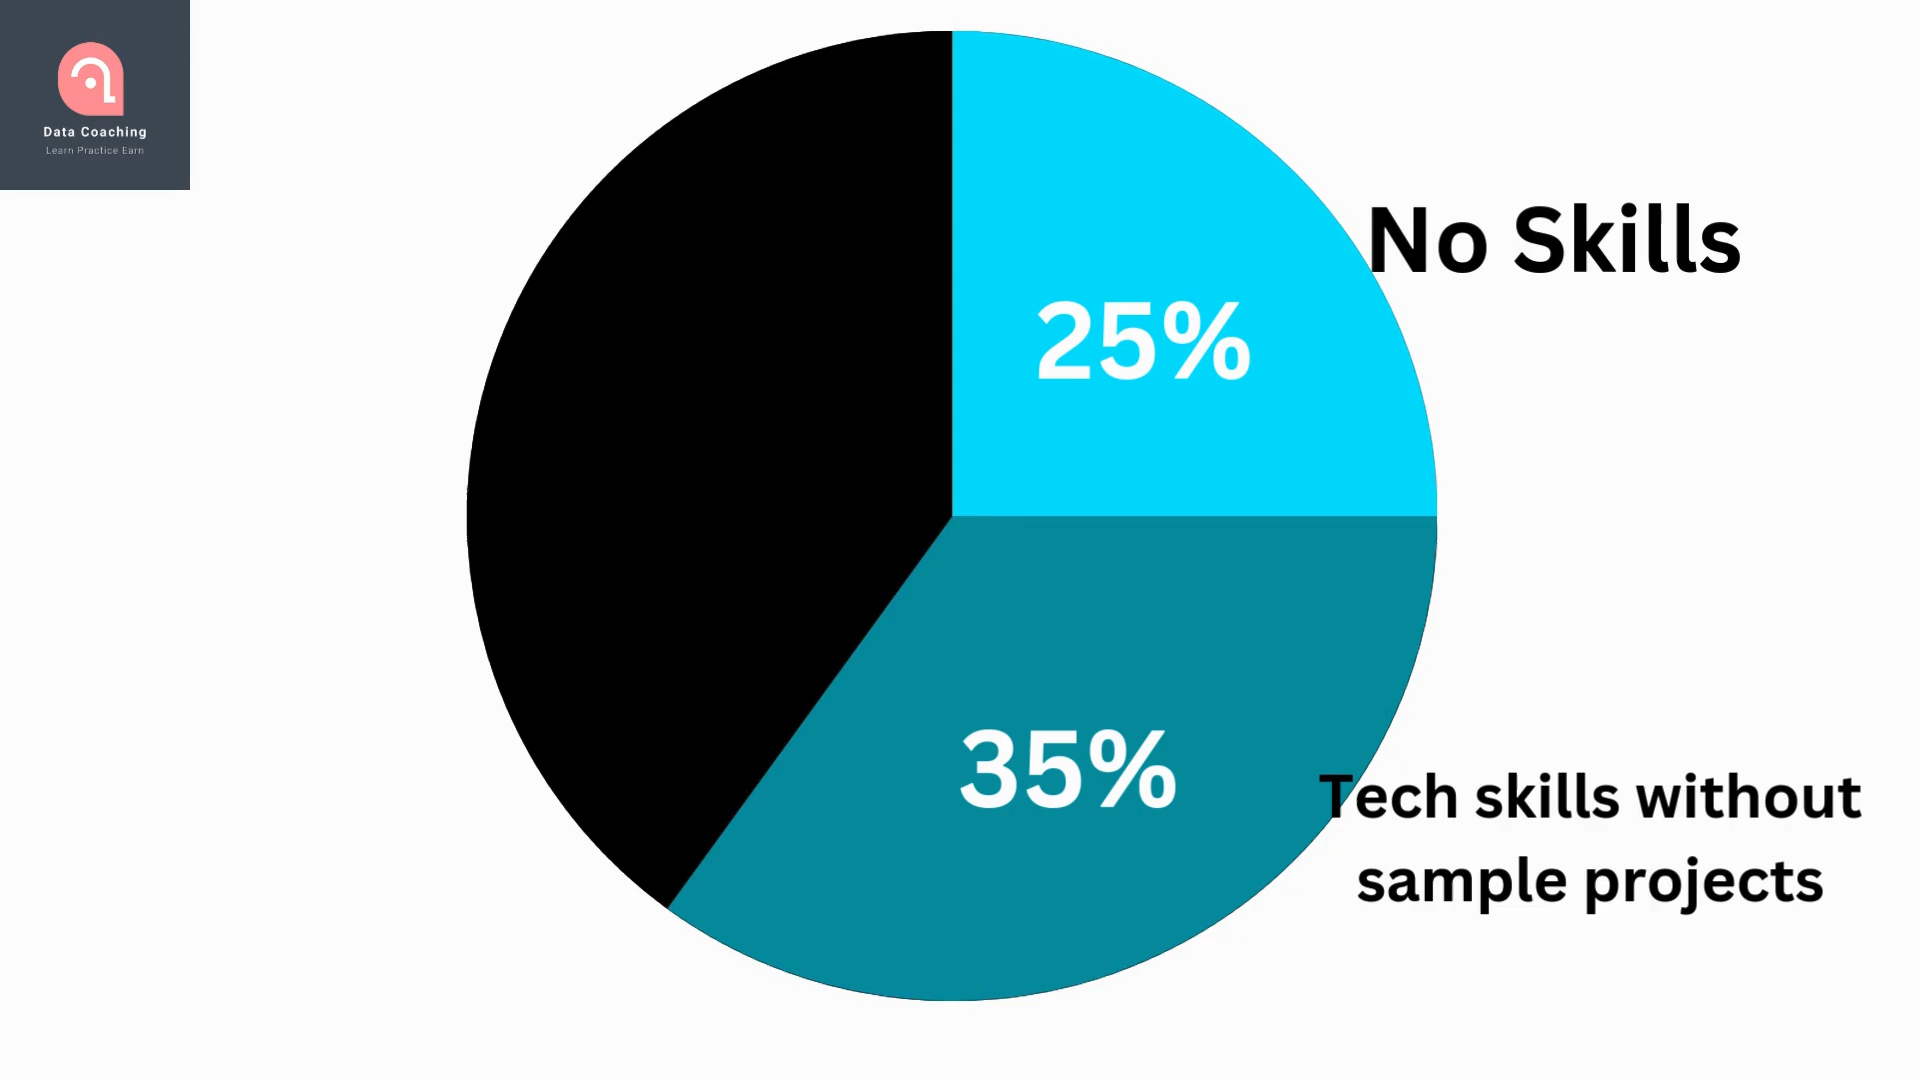 Data Coaching
Learn Practice Earn
No Skills
25%
35%
Tech skills without
sample projects